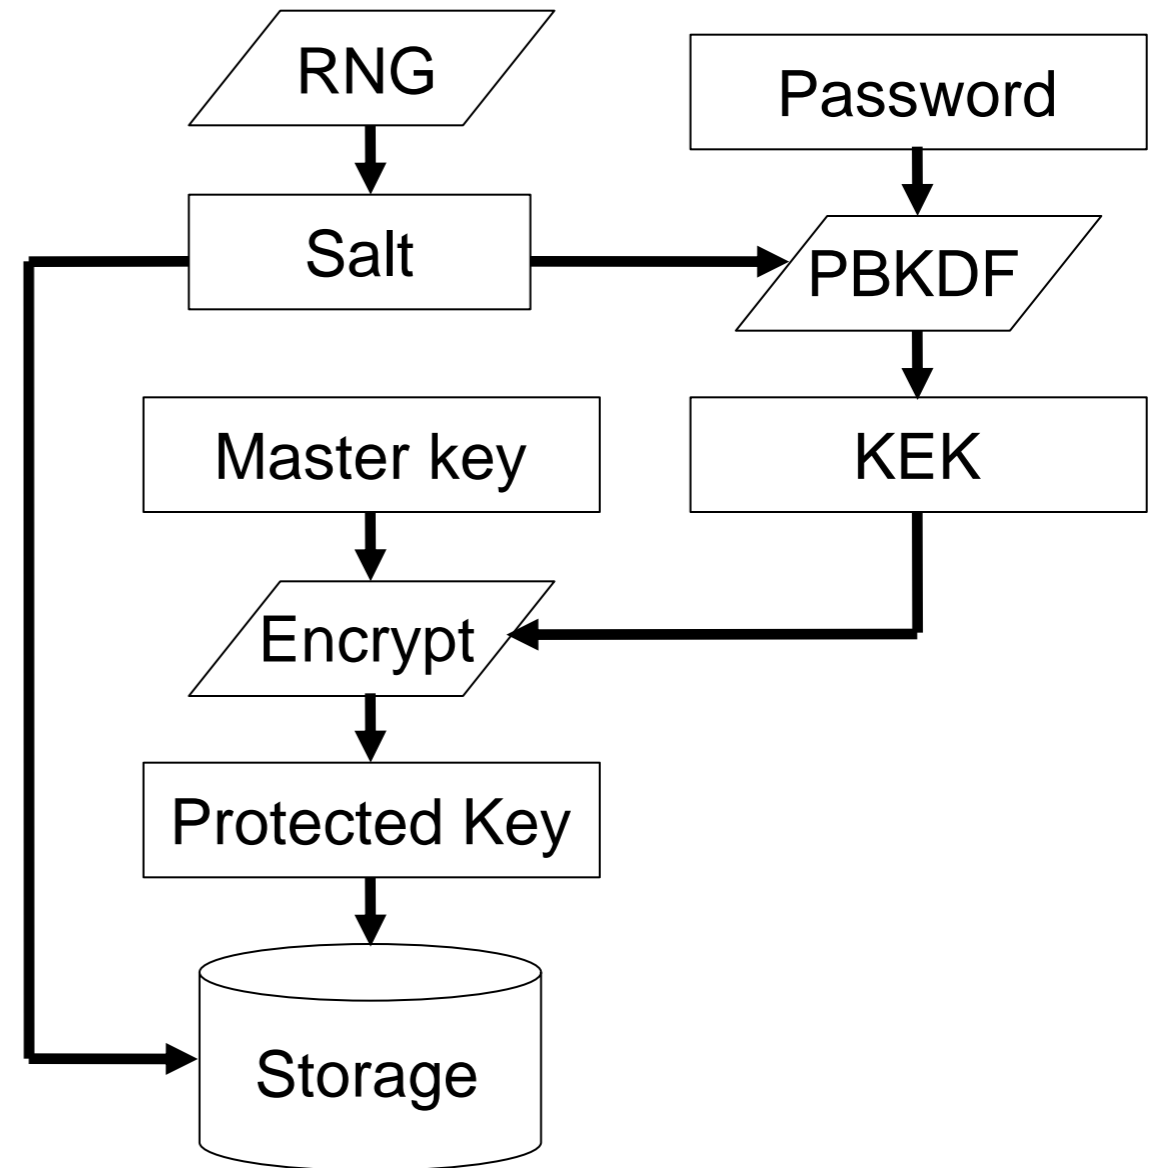 RNG
Password
Salt
PBKDF
Master key
KEK
Encrypt
Protected Key
Storage